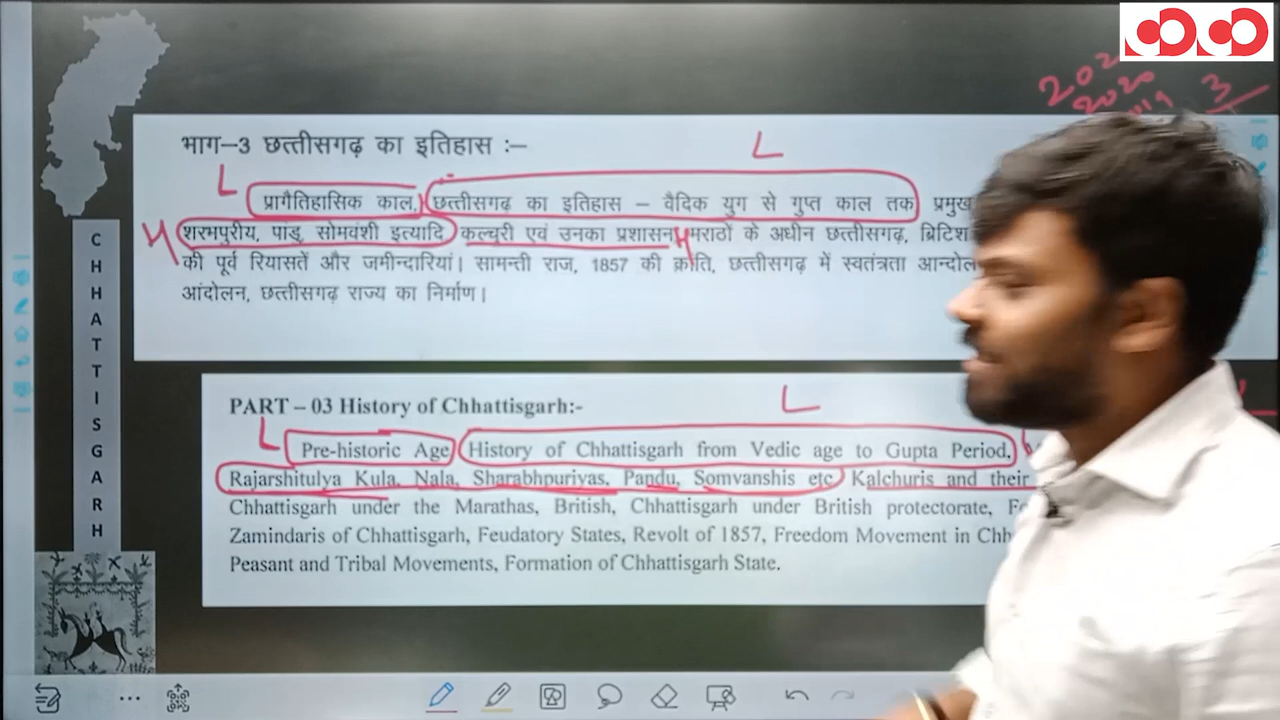 2020
3
भाग–3 छत्तीसगढ़ का इतिहास :–
L
L
प्रागैतिहासिक काल, छत्तीसगढ़ का इतिहास – वैदिक युग से गुप्त काल तक प्रमुख
M शरमपुरीय, पांडु, सोमवंशी इत्यादि कल्चुरी एवं उनका प्रशासन M मराठों के अधीन छत्तीसगढ़,
की पूर्व रियासतें और जमीन्दारियां। सामन्ती राज, 1857 की क्रांति, छत्तीसगढ़ में स्वतंत्रता
आंदोलन, छत्तीसगढ़ राज्य का निर्माण।
CHHATTISGARH
PART – 03 History of Chhattisgarh:-
L
L
Pre-historic Age, History of Chhattisgarh from Vedic age to Gupta Period,
Rajarshitulya Kula, Nala, Sharabhpuriyas, Pandu, Somvanshis etc. Kalchuris and their
Chhattisgarh under the Marathas, British, Chhattisgarh under British protectorate,
Zamindaris of Chhattisgarh, Feudatory States, Revolt of 1857, Freedom Movement in
Peasant and Tribal Movements, Formation of Chhattisgarh State.